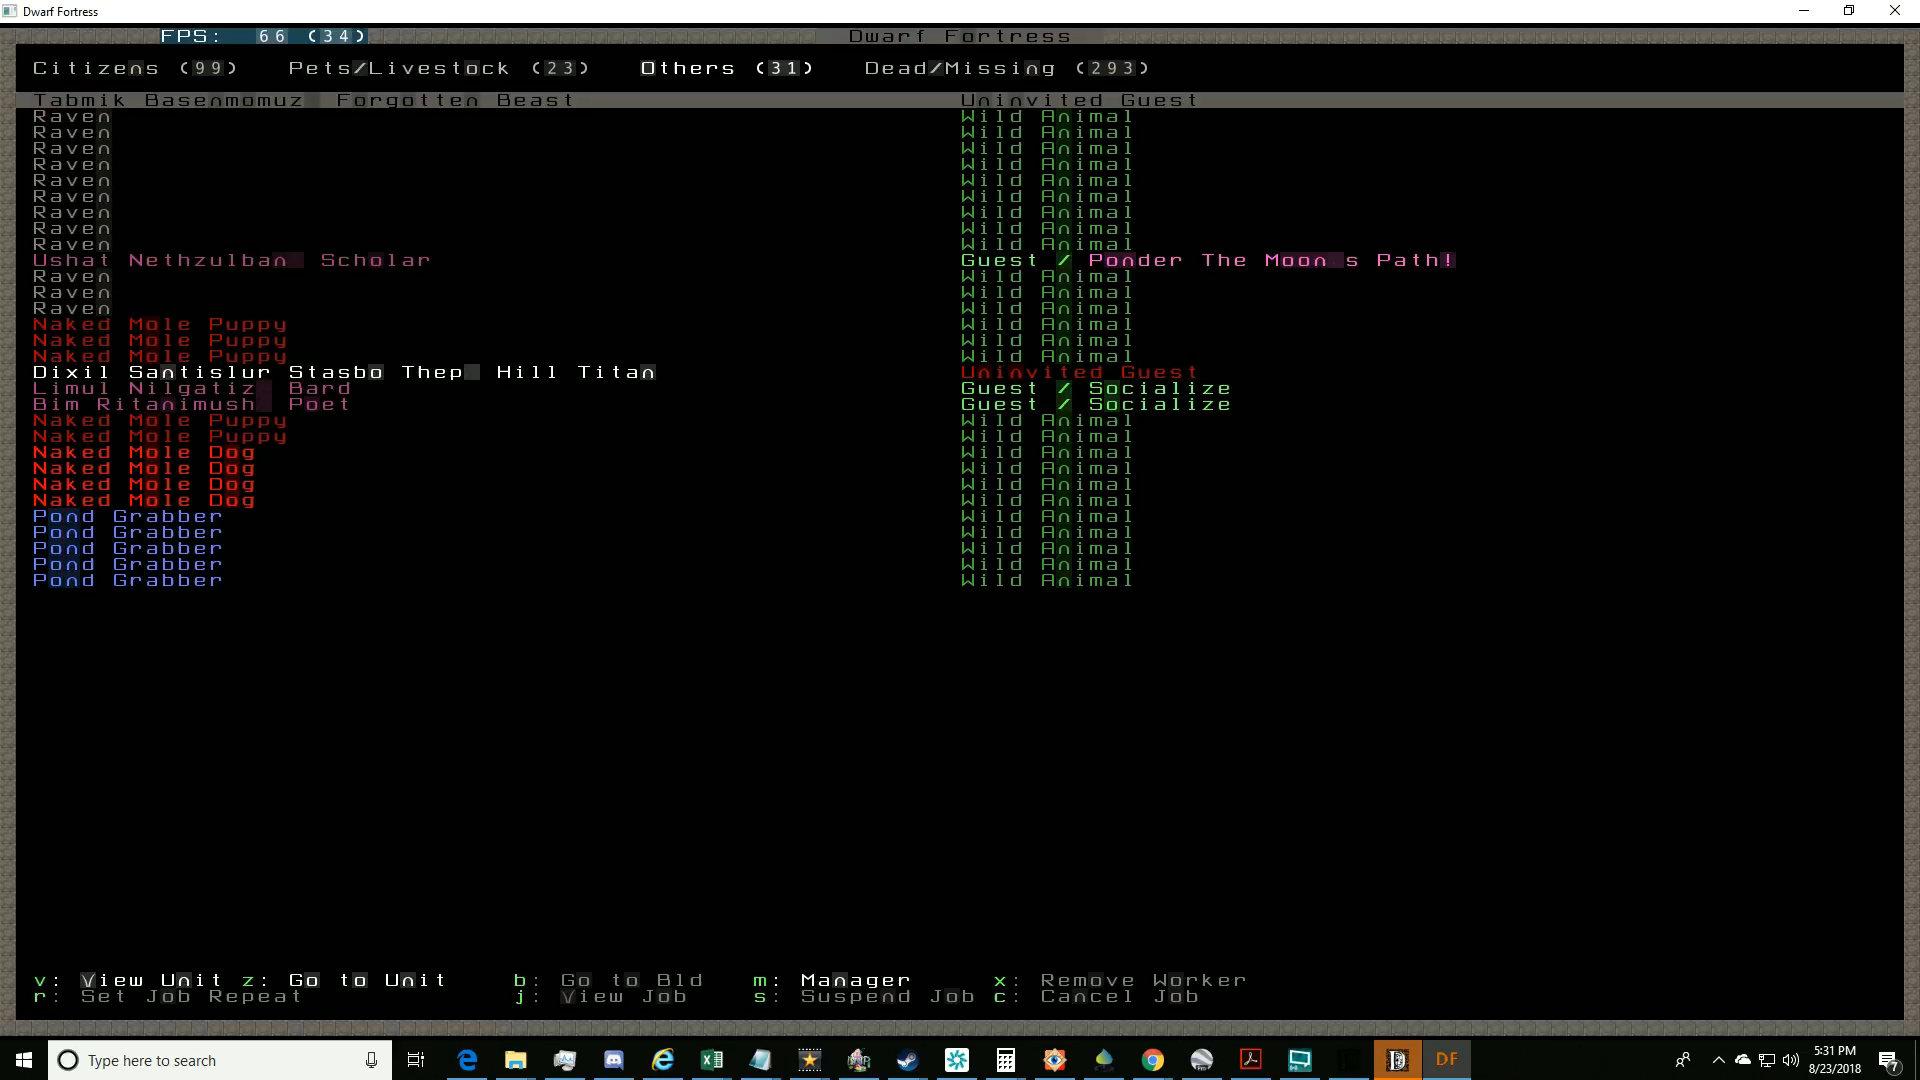 Dwarf Fortress
FPS: 66 (34) Dwarf Fortress
Citizens (99) Pets/Livestock (23) Others (31) Dead/Missing (293)
Tabmik Basenmomuz Forgotten Beast Uninvited Guest
Raven Wild Animal
Raven Wild Animal
Raven Wild Animal
Raven Wild Animal
Raven Wild Animal
Raven Wild Animal
Raven Wild Animal
Raven Wild Animal
Raven Wild Animal
Ushat Nethzulban Scholar Guest / Ponder The Moon s Path!
Raven Wild Animal
Raven Wild Animal
Raven Wild Animal
Naked Mole Puppy Wild Animal
Naked Mole Puppy Wild Animal
Naked Mole Puppy Wild Animal
Dixil Santislur Stasbo Thep Hill Titan Uninvited Guest
Limul Nilgatiz Bard Guest / Socialize
Bim Ritanimush Poet Guest / Socialize
Naked Mole Puppy Wild Animal
Naked Mole Puppy Wild Animal
Naked Mole Dog Wild Animal
Naked Mole Dog Wild Animal
Naked Mole Dog Wild Animal
Naked Mole Dog Wild Animal
Pond Grabber Wild Animal
Pond Grabber Wild Animal
Pond Grabber Wild Animal
Pond Grabber Wild Animal
Pond Grabber Wild Animal
v: View Unit z: Go to Unit b: Go to Bld m: Manager x: Remove Worker
r: Set Job Repeat j: View Job s: Suspend Job c: Cancel Job
Type here to search
DF
5:31 PM
8/23/2018
7